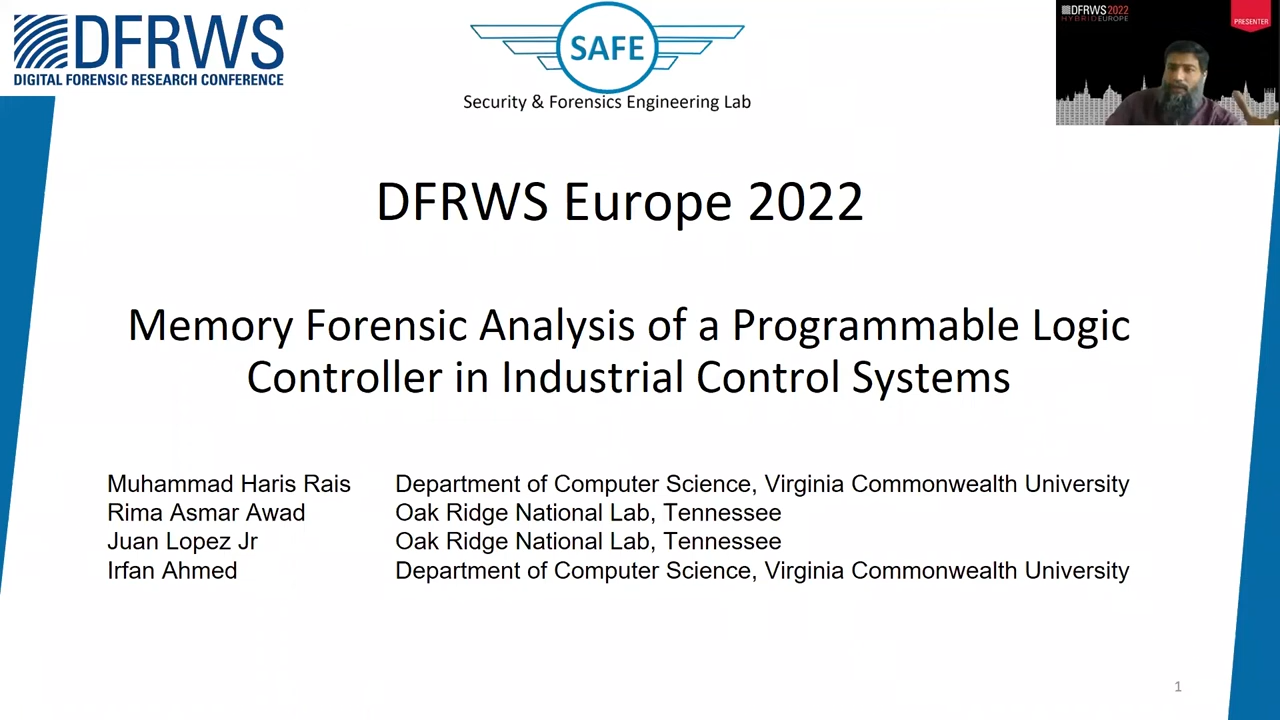 DFRWS
DIGITAL FORENSIC RESEARCH CONFERENCE
SAFE
Security & Forensics Engineering Lab
DFRWS2022
HYBRID EUROPE
PRESENTER
DFRWS Europe 2022
Memory Forensic Analysis of a Programmable Logic
Controller in Industrial Control Systems
Muhammad Haris Rais Department of Computer Science, Virginia Commonwealth University
Rima Asmar Awad Oak Ridge National Lab, Tennessee
Juan Lopez Jr Oak Ridge National Lab, Tennessee
Irfan Ahmed Department of Computer Science, Virginia Commonwealth University
1